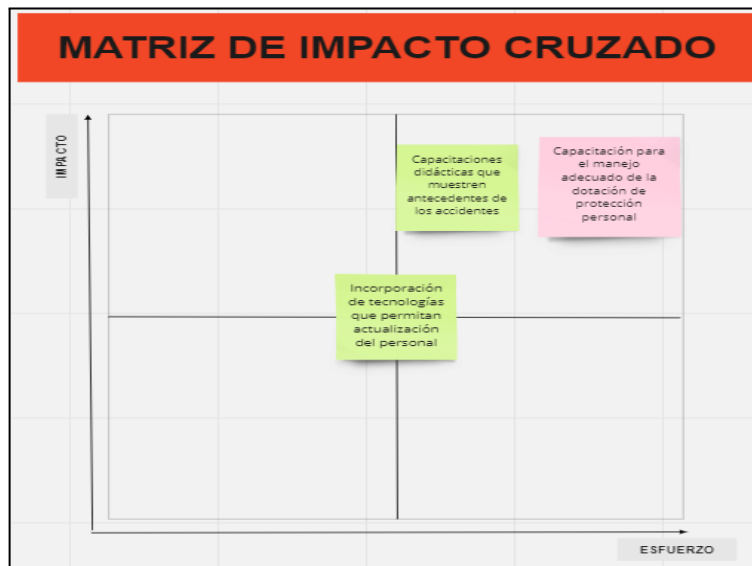 MATRIZ DE IMPACTO CRUZADO
IMPACTO
Capacitaciones
didácticas que
muestren
antecedentes de
los accidentes
Capacitación para
el manejo
adecuado de la
dotación de
protección
personal
Incorporación
de tecnologías
que permitan
actualización
del personal
ESFUERZO